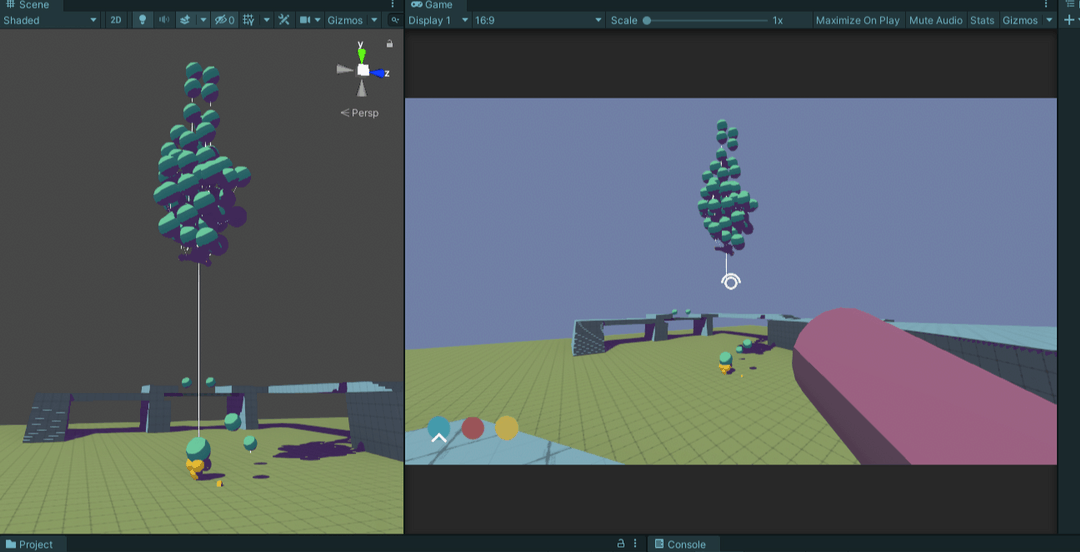 Scene
Game
Shaded
2D
0
Gizmos
Display 1
16:9
Scale
1x
Maximize On Play
Mute Audio
Stats
Gizmos
y
z
Persp
Project
Console